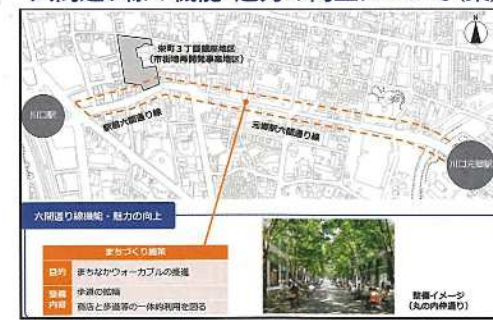 栄町3丁目銀座地区
(市街地再開発事業地区)
川口駅
駅前六間通り線
元郷駅六間通り線
川口元郷駅
六間通り線機能・魅力の向上
まちづくり施策
目的 まちなかウォーカブルの推進
整備内容 歩道の拡幅
商店と歩道等の一体的利用を図る
整備イメージ
(丸の内仲通り)